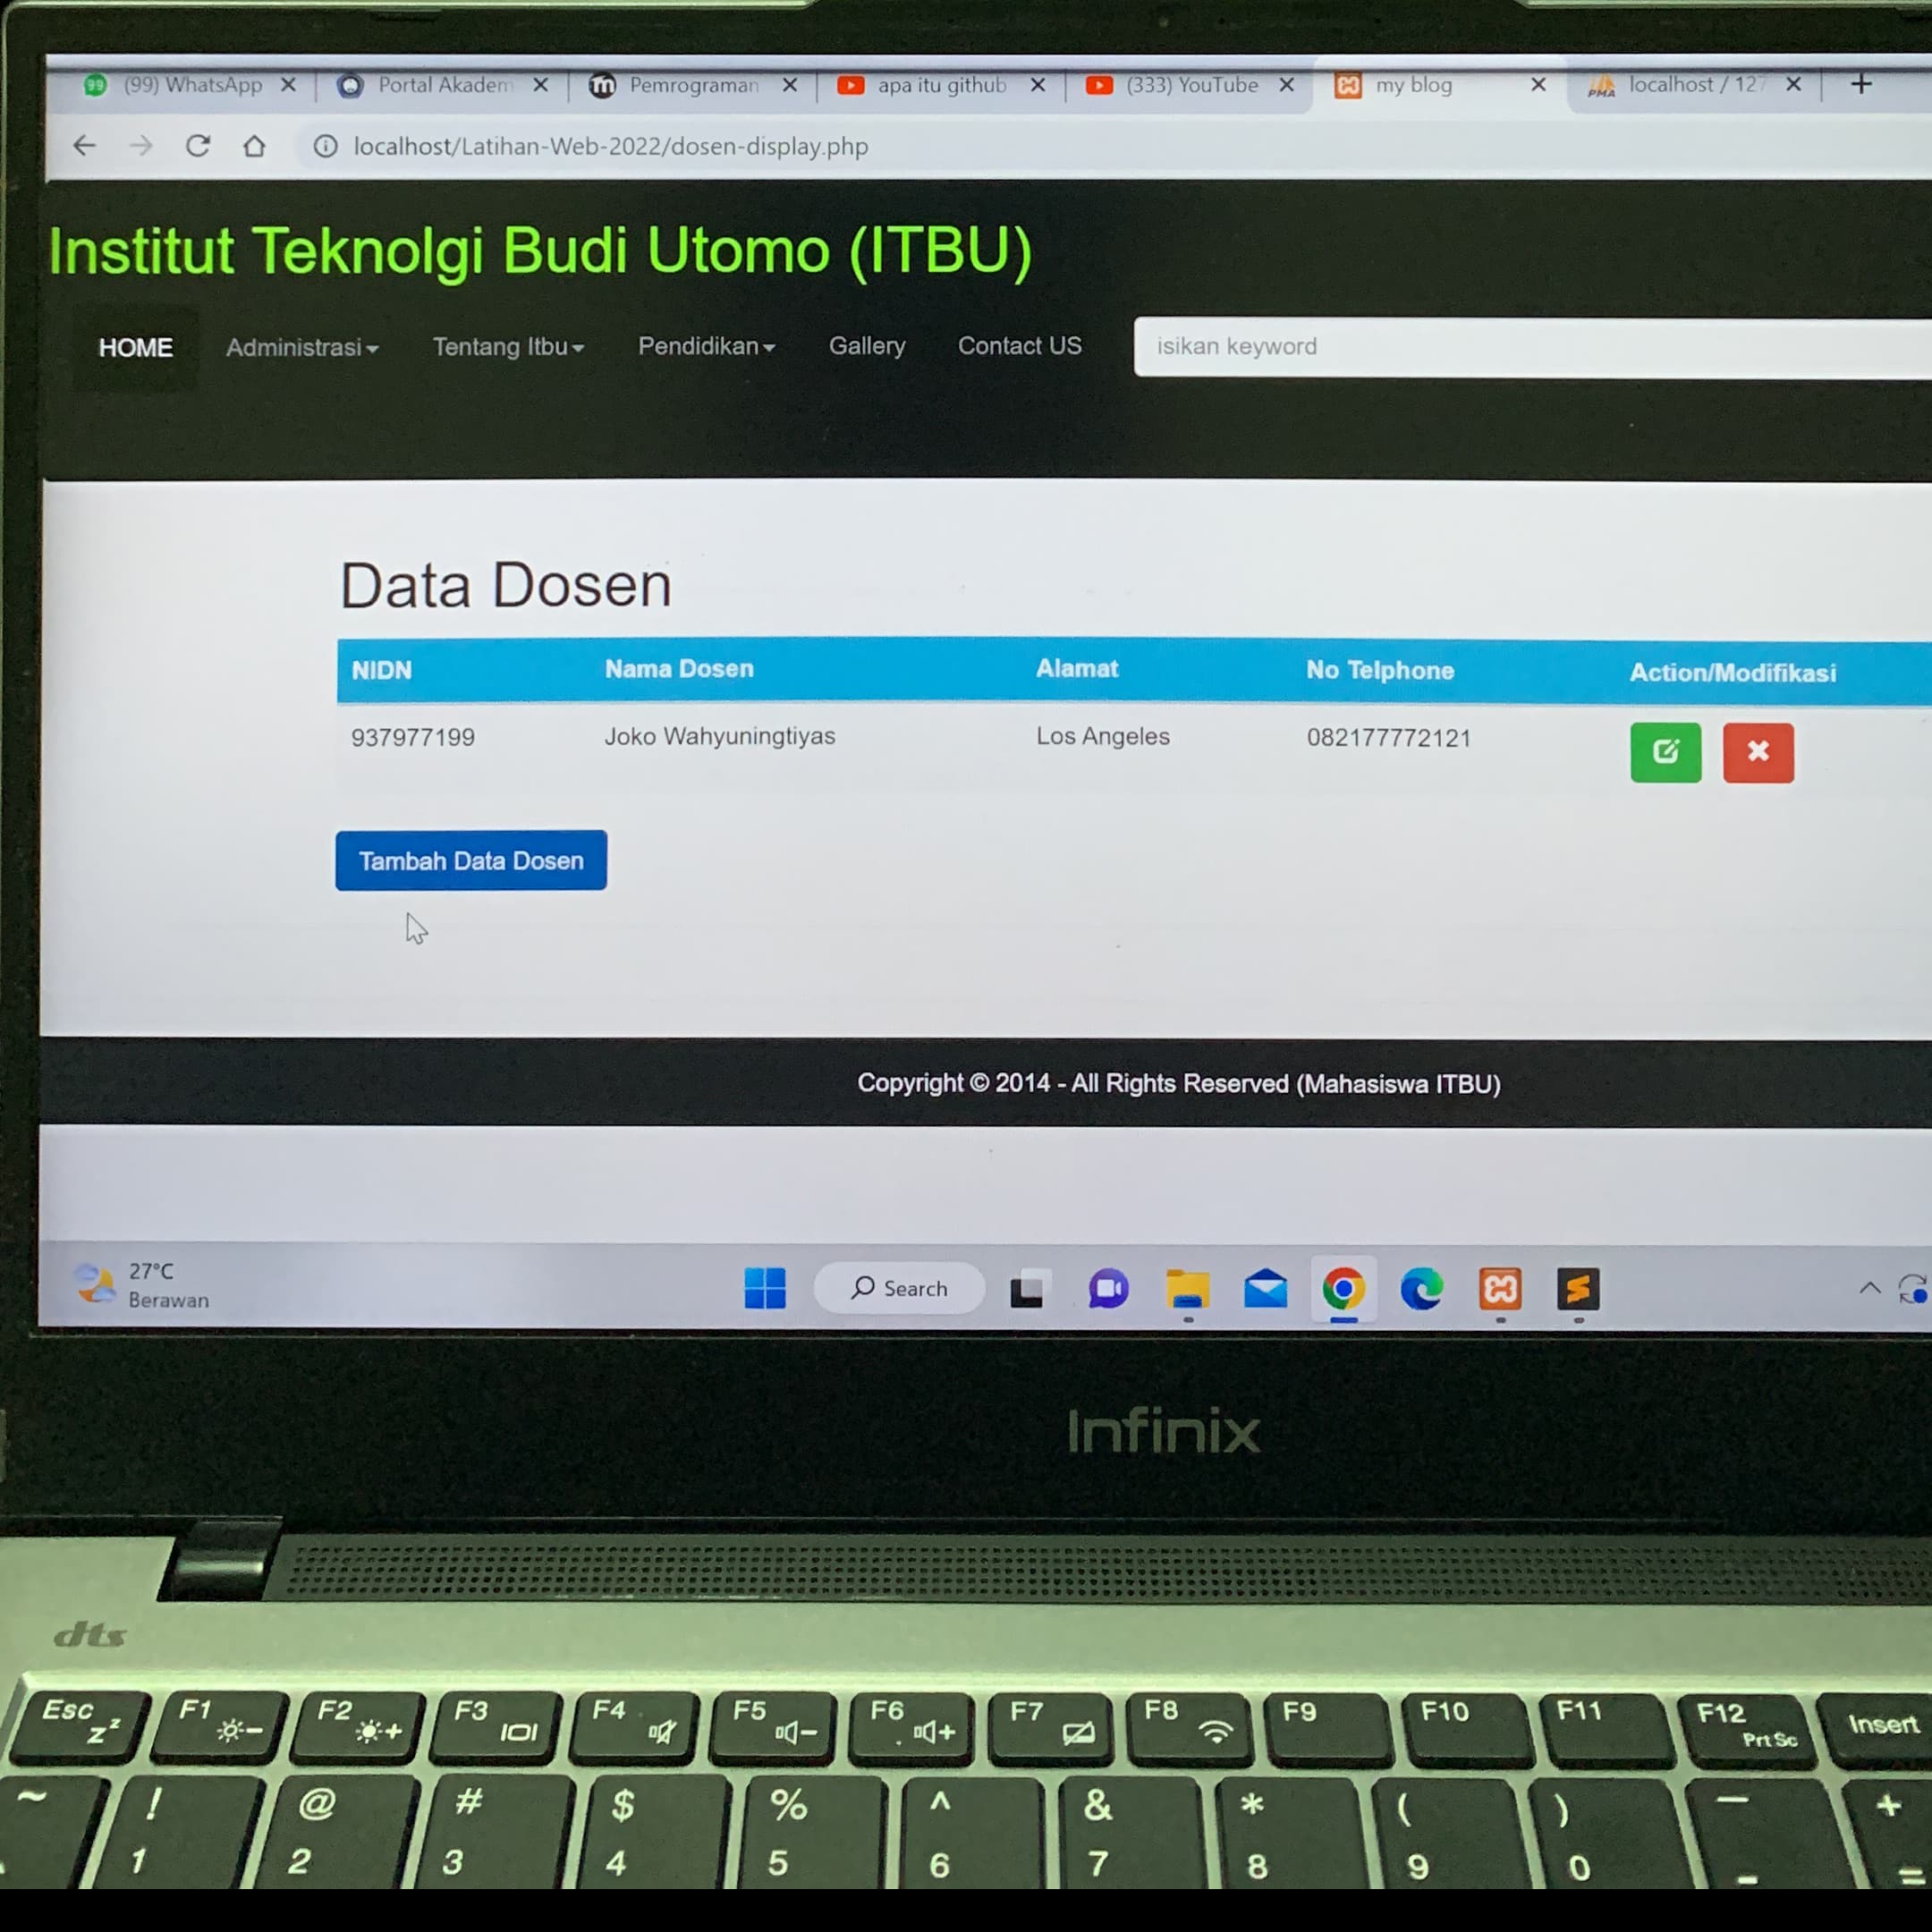 99 (99) WhatsApp Portal Akadem m Pemrograman apa itu github (333) YouTube my blog PMA localhost / 127
localhost/Latihan-Web-2022/dosen-display.php
Institut Teknolgi Budi Utomo (ITBU)
HOME Administrasi Tentang Itbu Pendidikan Gallery Contact US isikan keyword
Data Dosen
NIDN Nama Dosen Alamat No Telphone Action/Modifikasi
937977199 Joko Wahyuningtiyas Los Angeles 082177772121
Tambah Data Dosen
Copyright © 2014 - All Rights Reserved (Mahasiswa ITBU)
27°C
Berawan
Search
Infinix
dts
Esc F1 F2 F3 F4 F5 F6 F7 F8 F9 F10 F11 F12 PrtSc Insert
~ ! @ # $ % ^ & * ( ) — +
1 2 3 4 5 6 7 8 9 0 - =